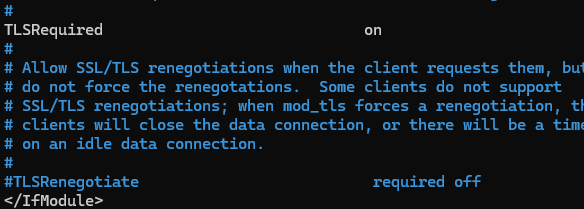 #
TLSRequired on
#
# Allow SSL/TLS renegotiations when the client requests them, but
# do not force the renegotations. Some clients do not support
# SSL/TLS renegotiations; when mod_tls forces a renegotiation, th
# clients will close the data connection, or there will be a time
# on an idle data connection.
#
#TLSRenegotiate required off
</IfModule>